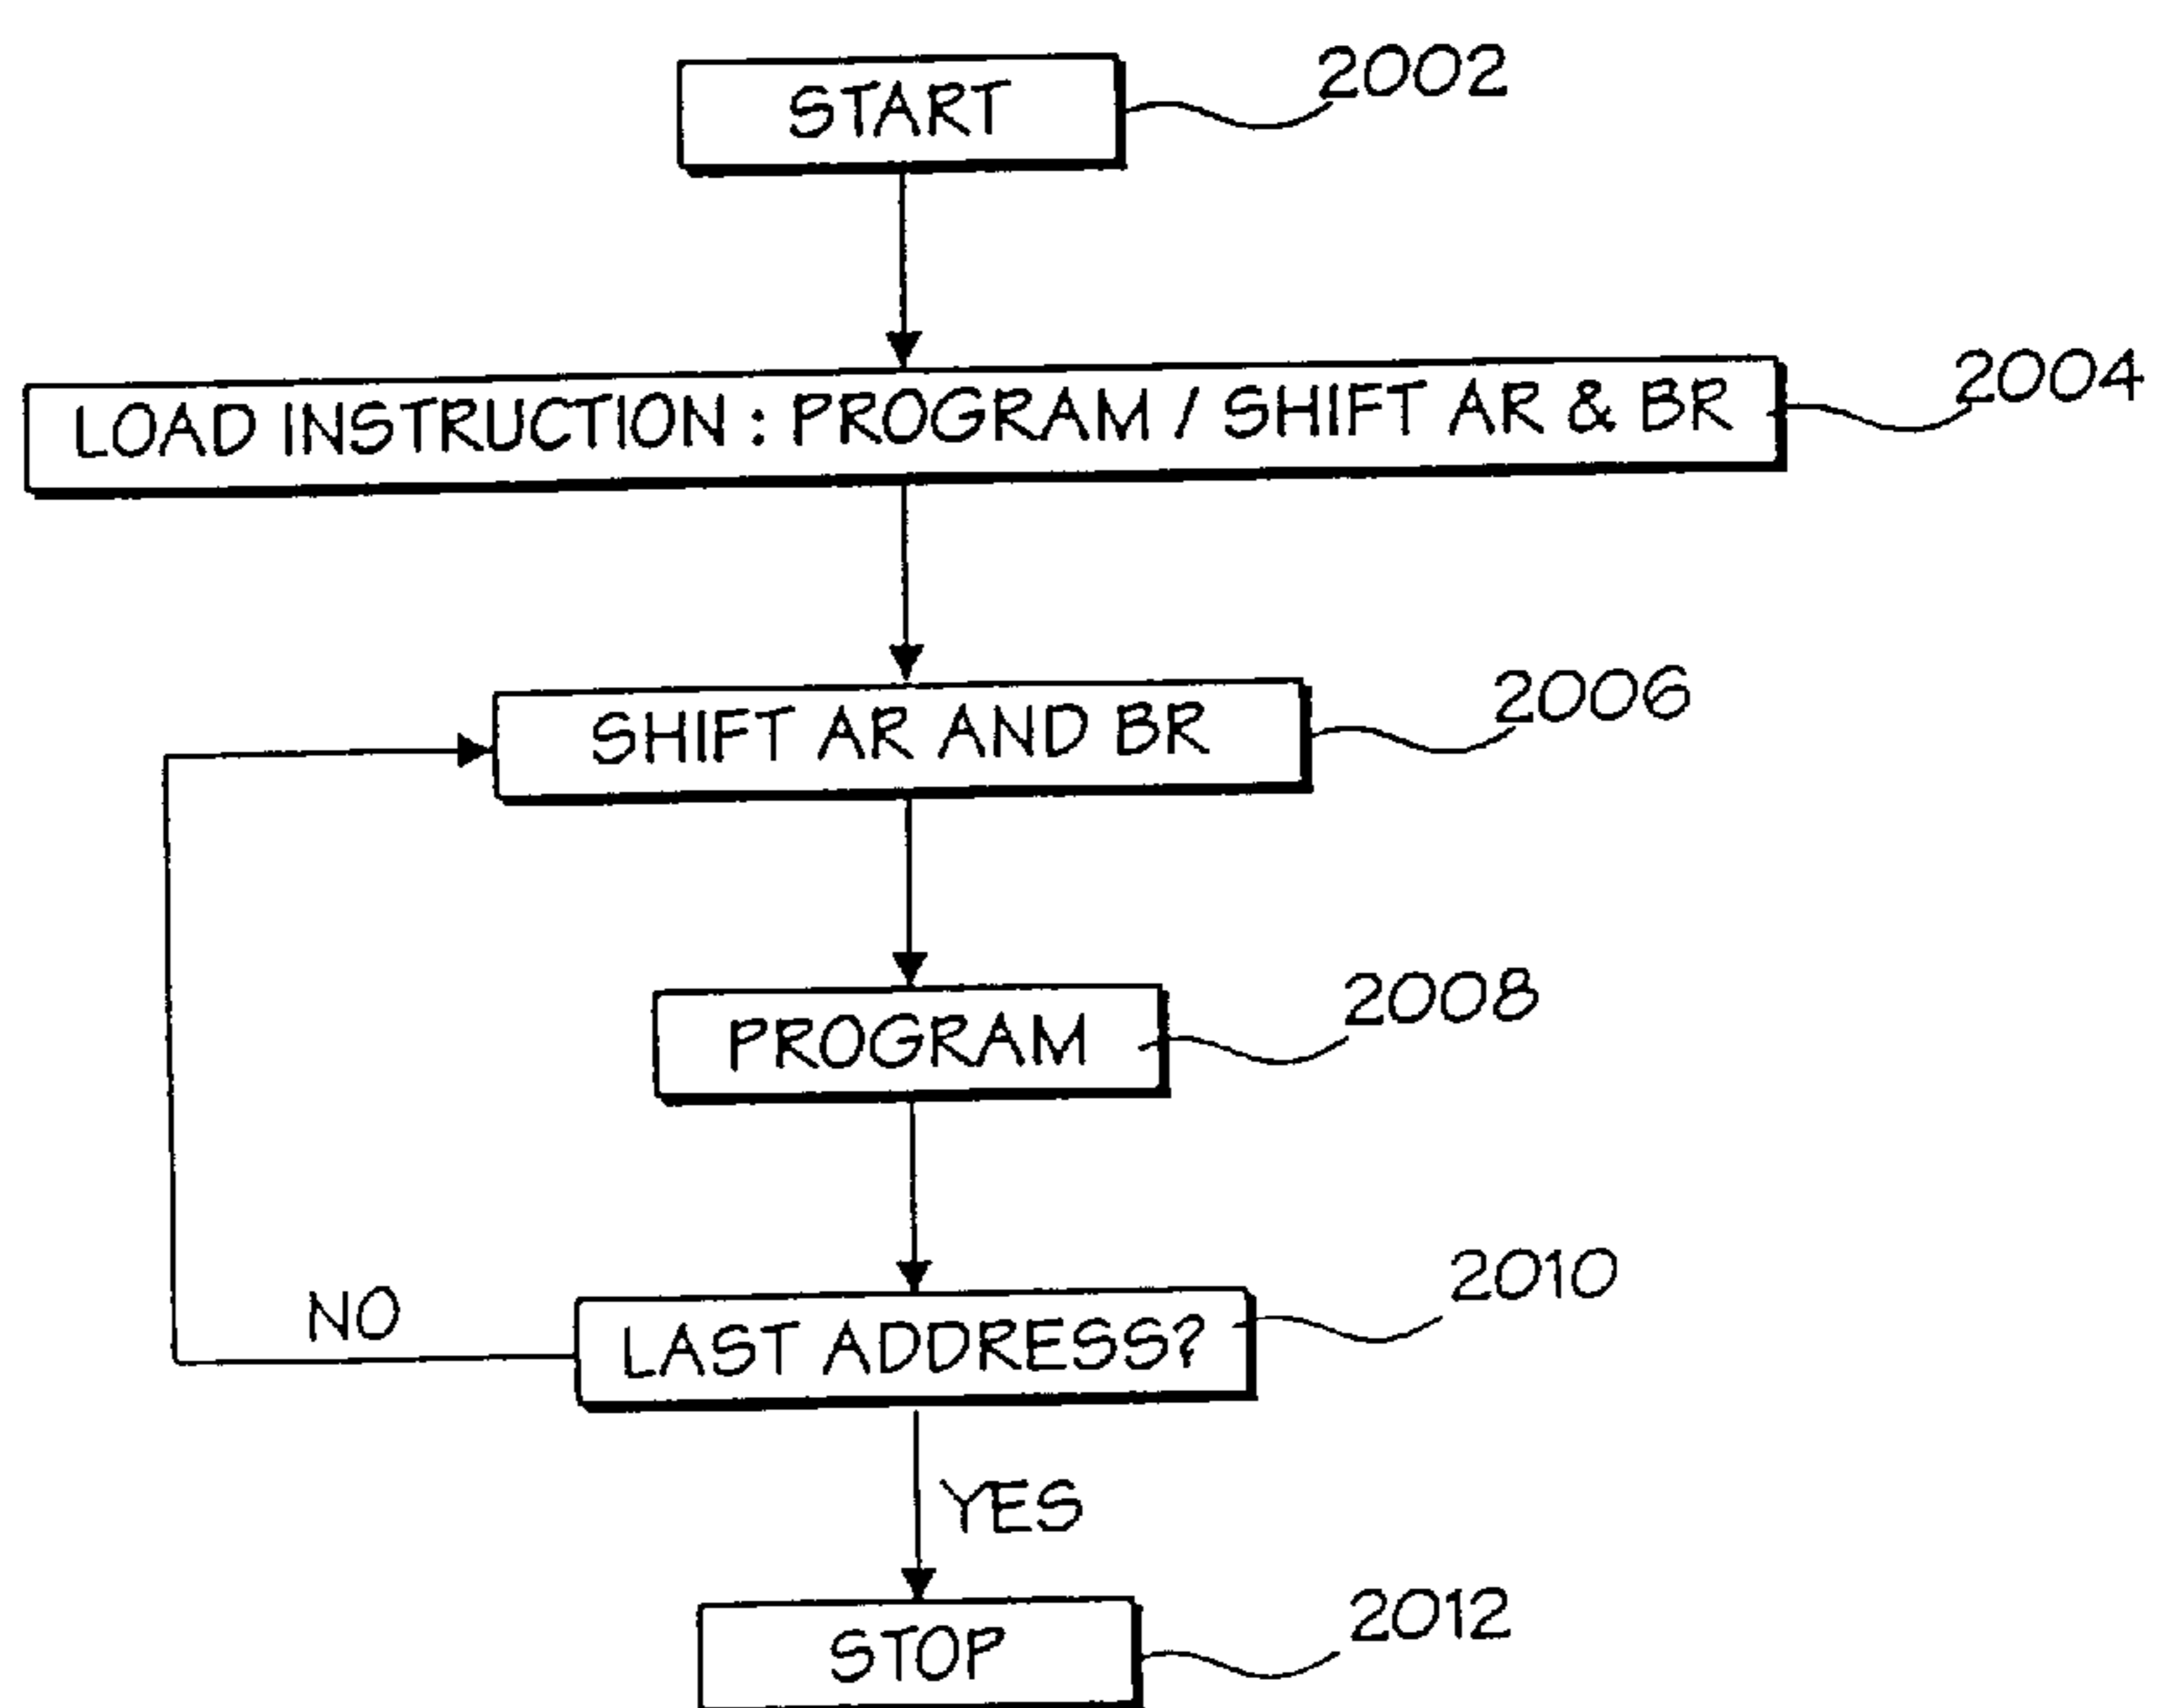 START
2002
LOAD INSTRUCTION : PROGRAM / SHIFT AR & BR
2004
SHIFT AR AND BR
2006
PROGRAM
2008
LAST ADDRESS?
2010
NO
YES
STOP
2012